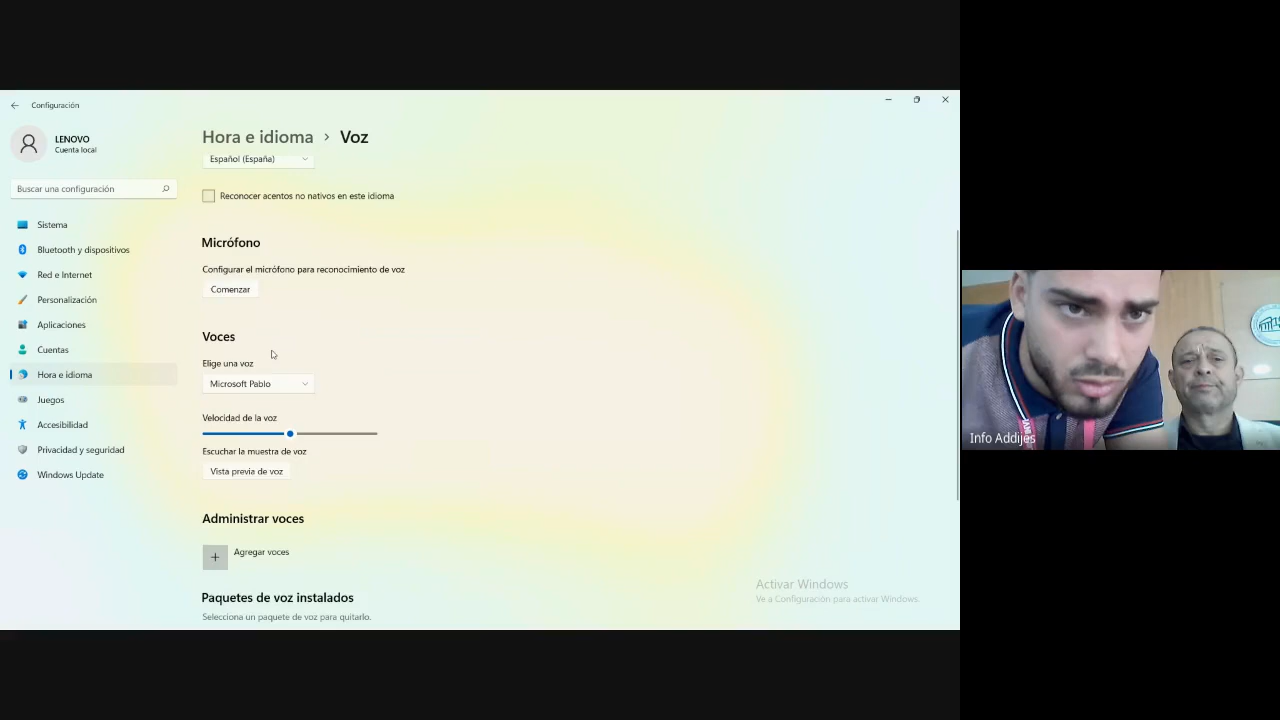 Configuración
LENOVO
Cuenta local
Buscar una configuración
Sistema
Bluetooth y dispositivos
Red e Internet
Personalización
Aplicaciones
Cuentas
Hora e idioma
Juegos
Accesibilidad
Privacidad y seguridad
Windows Update
Hora e idioma > Voz
Español (España)
Reconocer acentos no nativos en este idioma
Micrófono
Configurar el micrófono para reconocimiento de voz
Comenzar
Voces
Elige una voz
Microsoft Pablo
Velocidad de la voz
Escuchar la muestra de voz
Vista previa de voz
Administrar voces
Agregar voces
Paquetes de voz instalados
Selecciona un paquete de voz para quitarlo.
Activar Windows
Ve a Configuración para activar Windows.
Info Addijes